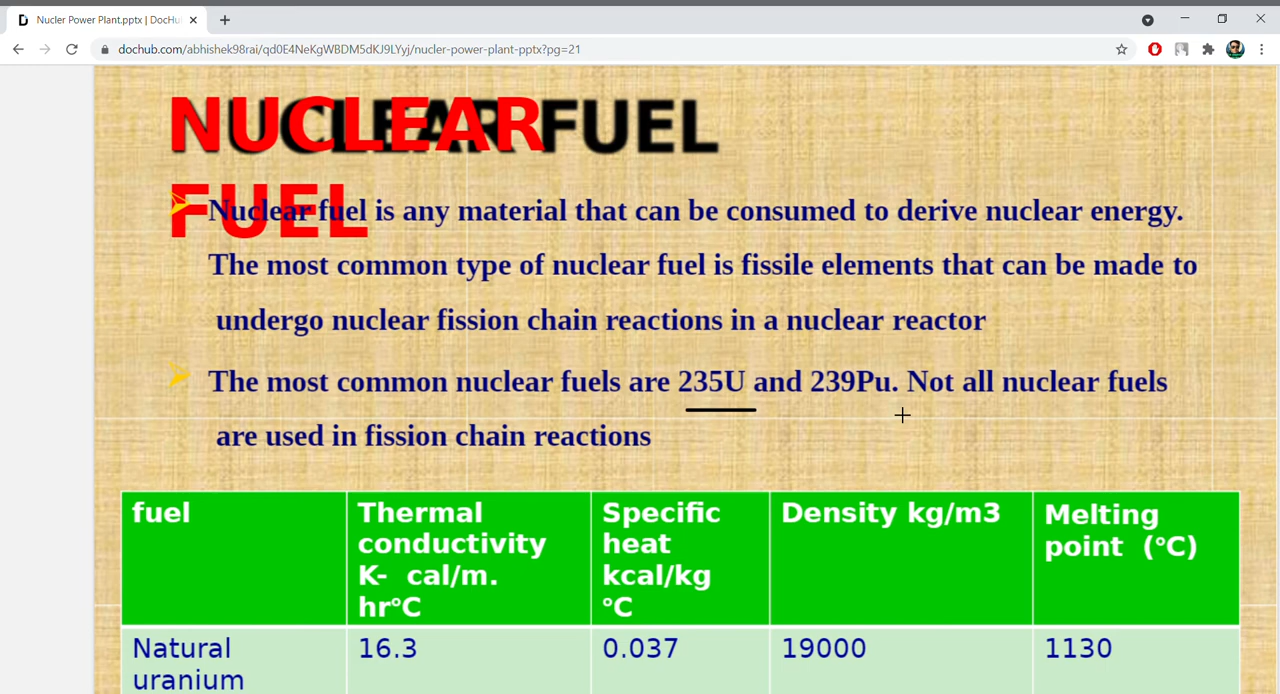 Nucler Power Plant.pptx | DocHu
dochub.com/abhishek98rai/qd0E4NeKgWBDM5dKJ9LYyj/nucler-power-plant-pptx?pg=21
NUCLEAR
FUEL
Nuclear fuel is any material that can be consumed to derive nuclear energy.
The most common type of nuclear fuel is fissile elements that can be made to
undergo nuclear fission chain reactions in a nuclear reactor
The most common nuclear fuels are 235U and 239Pu. Not all nuclear fuels
are used in fission chain reactions
fuel
Thermal
conductivity
K- cal/m.
hr°C
Specific
heat
kcal/kg
°C
Density kg/m3
Melting
point (°C)
Natural
uranium
16.3
0.037
19000
1130